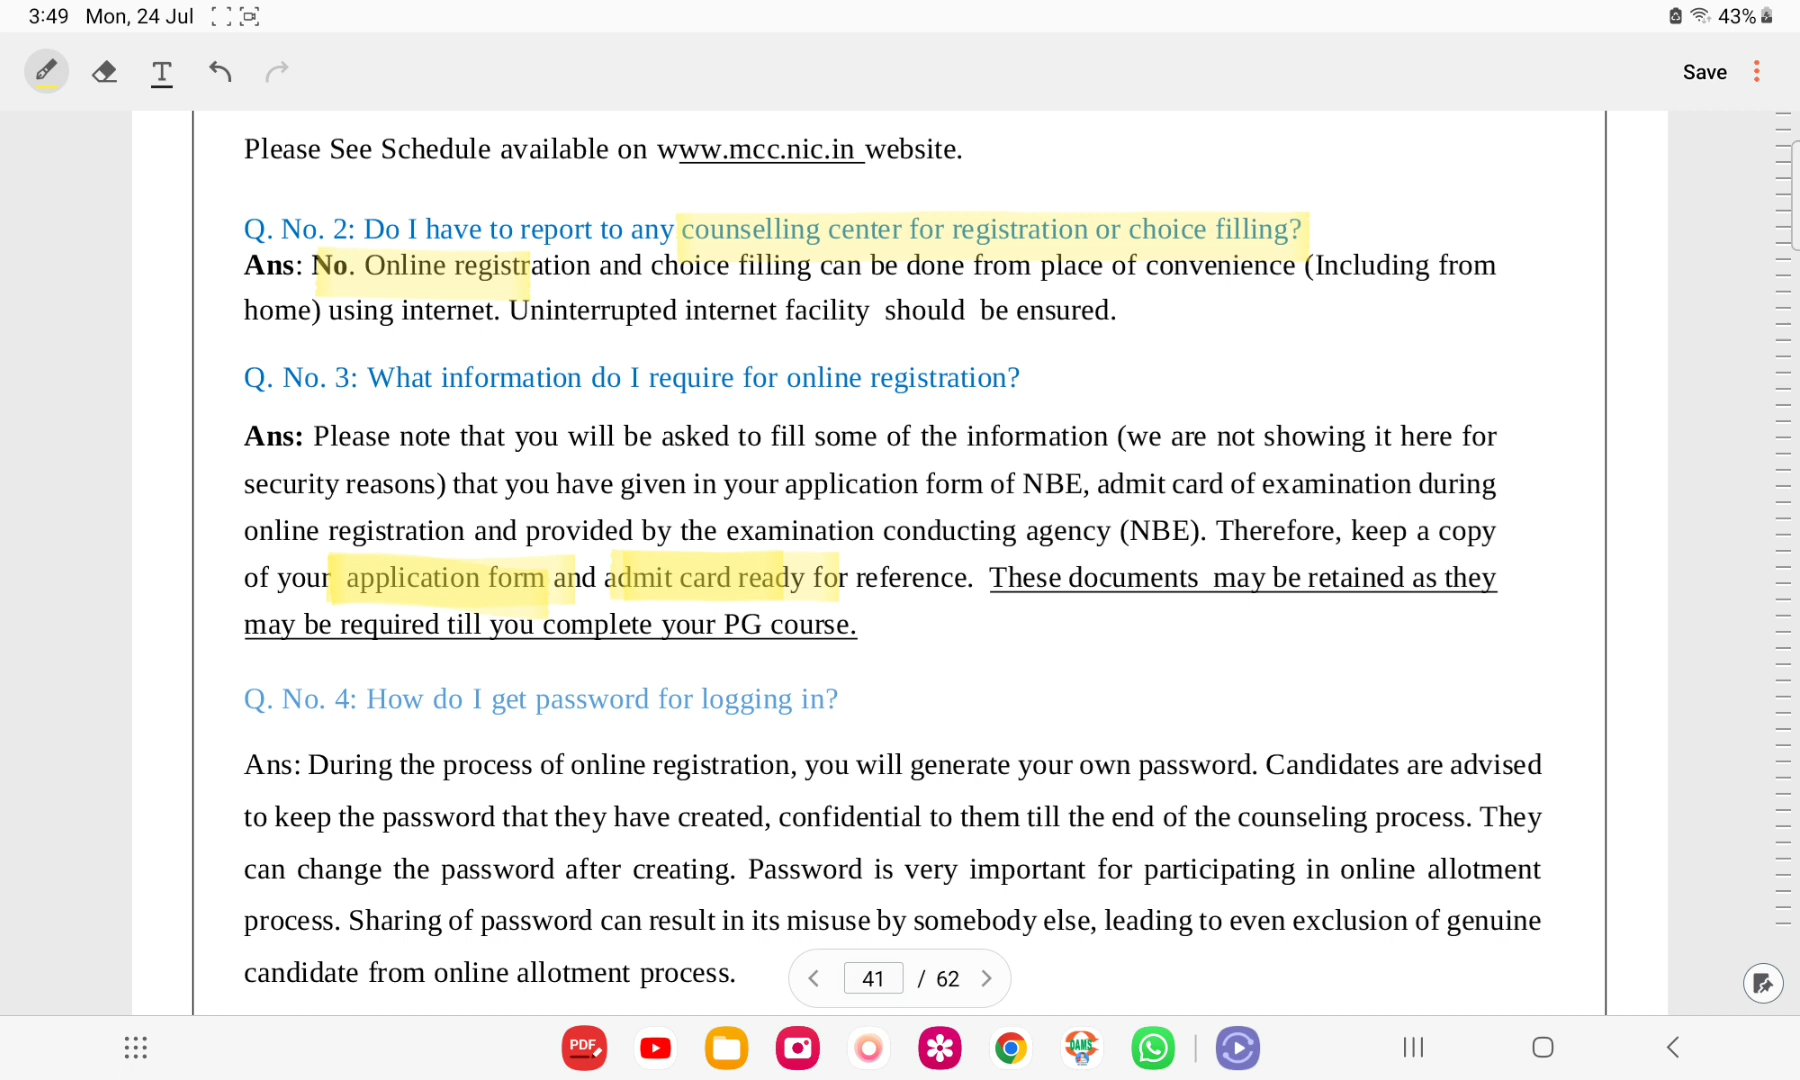 3:49 Mon, 24 Jul
43%
Save
Please See Schedule available on www.mcc.nic.in website.
Q. No. 2: Do I have to report to any counselling center for registration or choice filling?
Ans: No. Online registration and choice filling can be done from place of convenience (Including from
home) using internet. Uninterrupted internet facility should be ensured.
Q. No. 3: What information do I require for online registration?
Ans: Please note that you will be asked to fill some of the information (we are not showing it here for
security reasons) that you have given in your application form of NBE, admit card of examination during
online registration and provided by the examination conducting agency (NBE). Therefore, keep a copy
of your application form and admit card ready for reference. These documents may be retained as they
may be required till you complete your PG course.
Q. No. 4: How do I get password for logging in?
Ans: During the process of online registration, you will generate your own password. Candidates are advised
to keep the password that they have created, confidential to them till the end of the counseling process. They
can change the password after creating. Password is very important for participating in online allotment
process. Sharing of password can result in its misuse by somebody else, leading to even exclusion of genuine
candidate from online allotment process.
41 / 62
PDF
DAMS